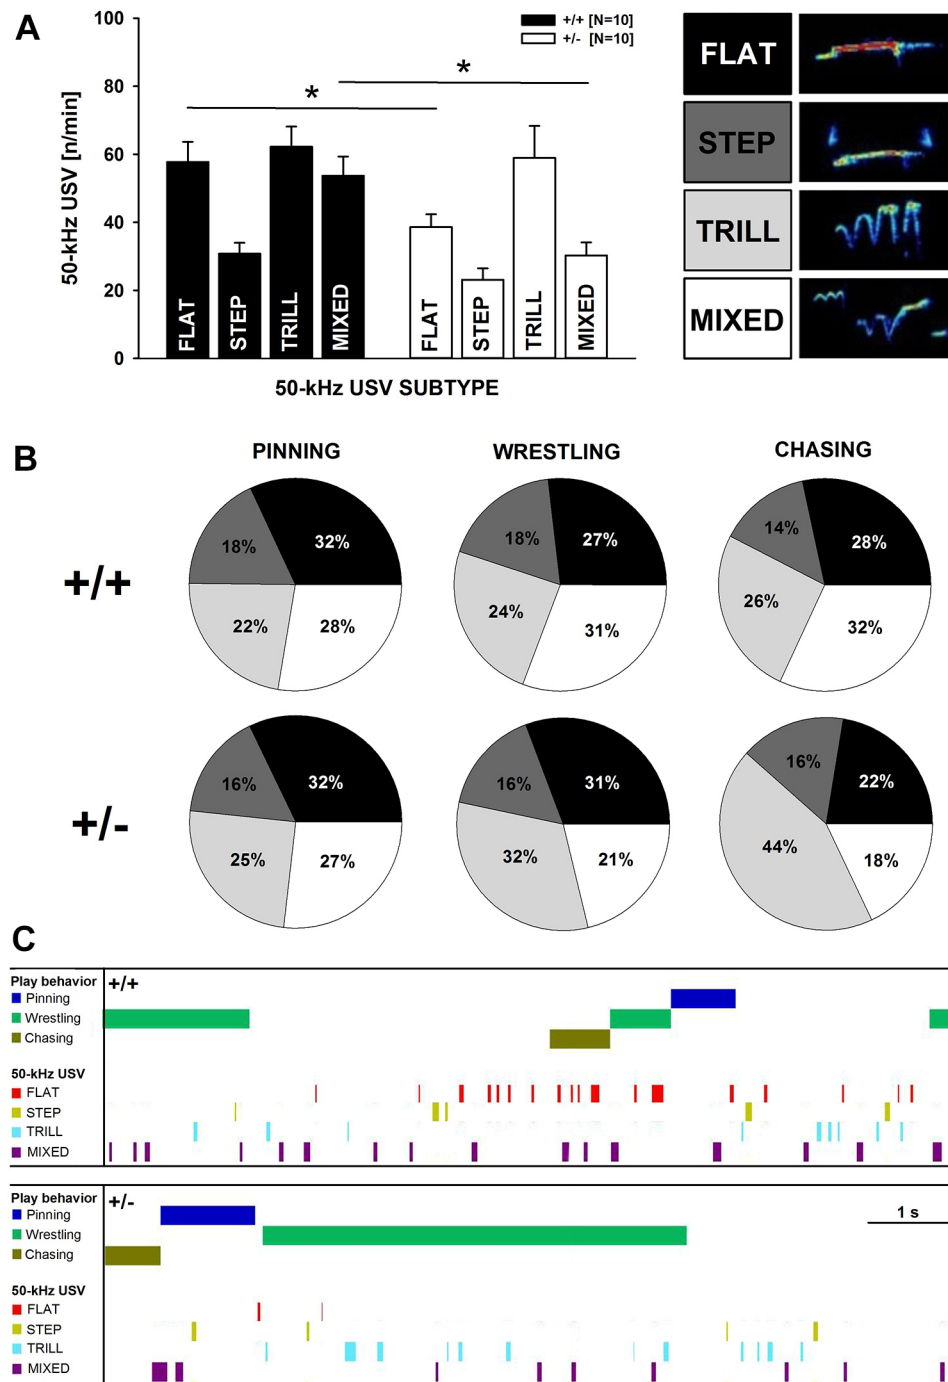 A
50-kHz USV [n/min]
100
80
60
40
20
0
+/+ [N=10]
+/- [N=10]
*
*
FLAT
STEP
TRILL
MIXED
FLAT
STEP
TRILL
MIXED
50-kHz USV SUBTYPE
FLAT
STEP
TRILL
MIXED
B
PINNING
WRESTLING
CHASING
+/+
18%
32%
22%
28%
18%
27%
24%
31%
14%
28%
26%
32%
+/-
16%
32%
25%
27%
16%
31%
32%
21%
16%
22%
44%
18%
C
Play behavior
+/+
Pinning
Wrestling
Chasing
50-kHz USV
FLAT
STEP
TRILL
MIXED
Play behavior
+/-
Pinning
1 s
Wrestling
Chasing
50-kHz USV
FLAT
STEP
TRILL
MIXED